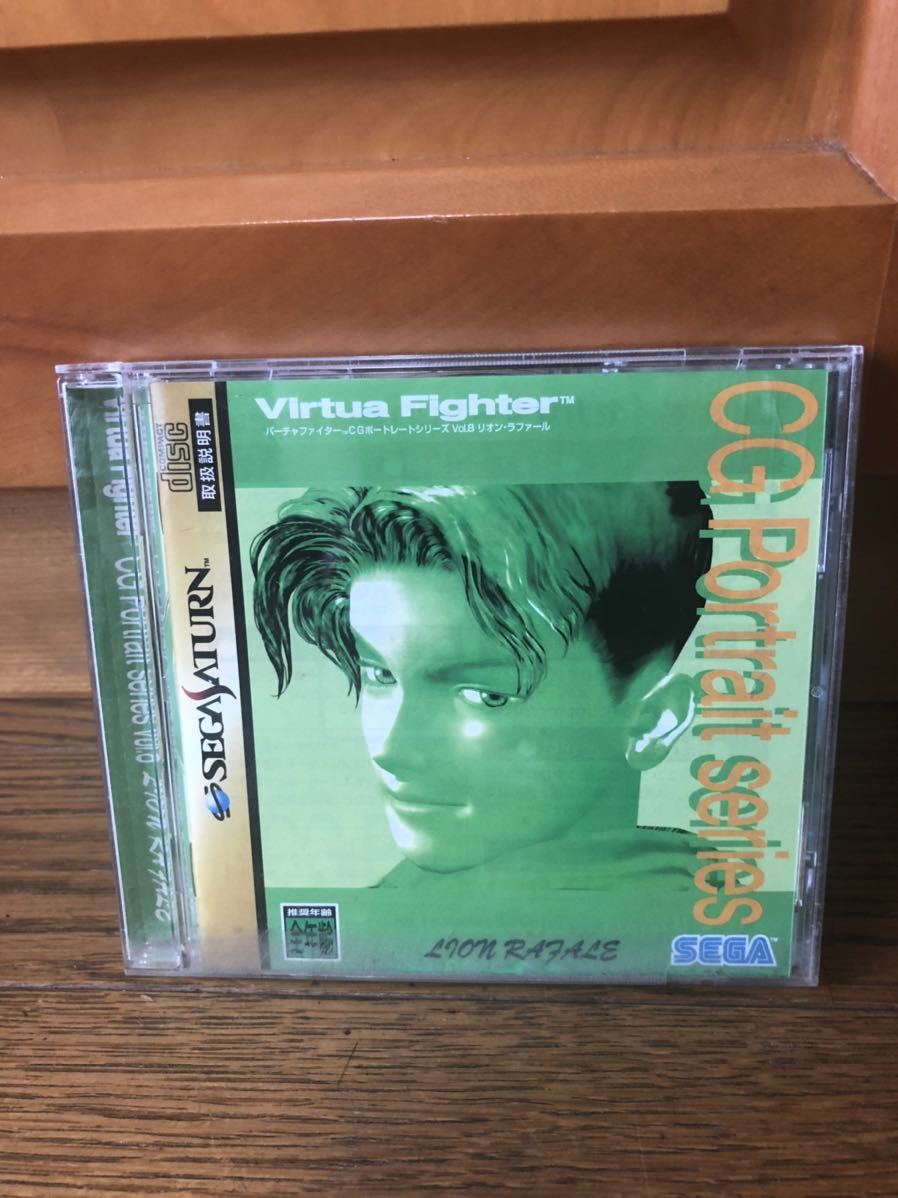 Virtua Fighter™
バーチャファイター™CGポートレートシリーズ Vol.8 リオン・ラファール
COMPACT
disc
取扱説明書
SEGA SATURN™
CG Portrait series
推奨年齢
LION RAFALE
SEGA™
Virtua Fighter CG Portrait series Vol.8 LION RAFALE